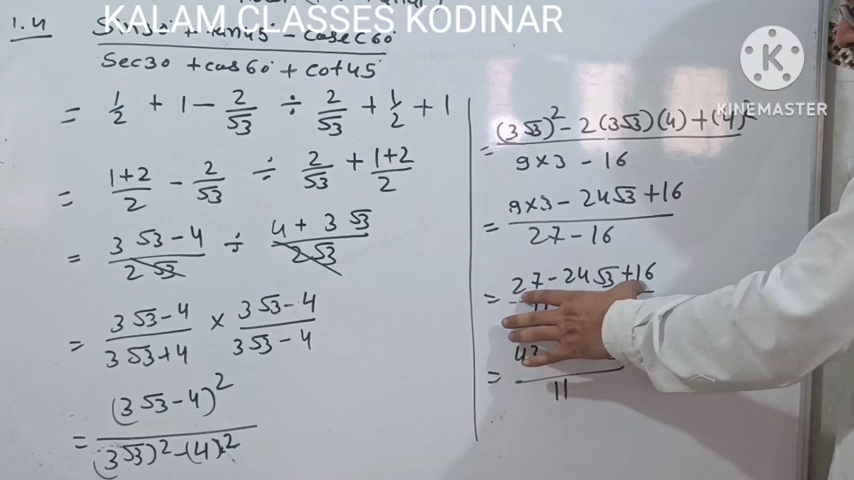 KALAM CLASSES KODINAR
1.4 Sin30 + tan45 - Cosec60
Sec30 + cos60 + cot45
= 1/2 + 1 - 2/√3 ÷ 2/√3 + 1/2 + 1
= (1+2)/2 - 2/√3 ÷ 2/√3 + (1+2)/2
= (3√3-4)/(2√3) ÷ (4+3√3)/(2√3)
= (3√3-4)/(3√3+4) × (3√3-4)/(3√3-4)
= (3√3-4)²/((3√3)²-(4)²)
= ((3√3)² - 2(3√3)(4) + (4)²)/(9×3-16)
= (9×3 - 24√3 + 16)/(27-16)
= 27-24√3+16
= /11
K
KINEMASTER